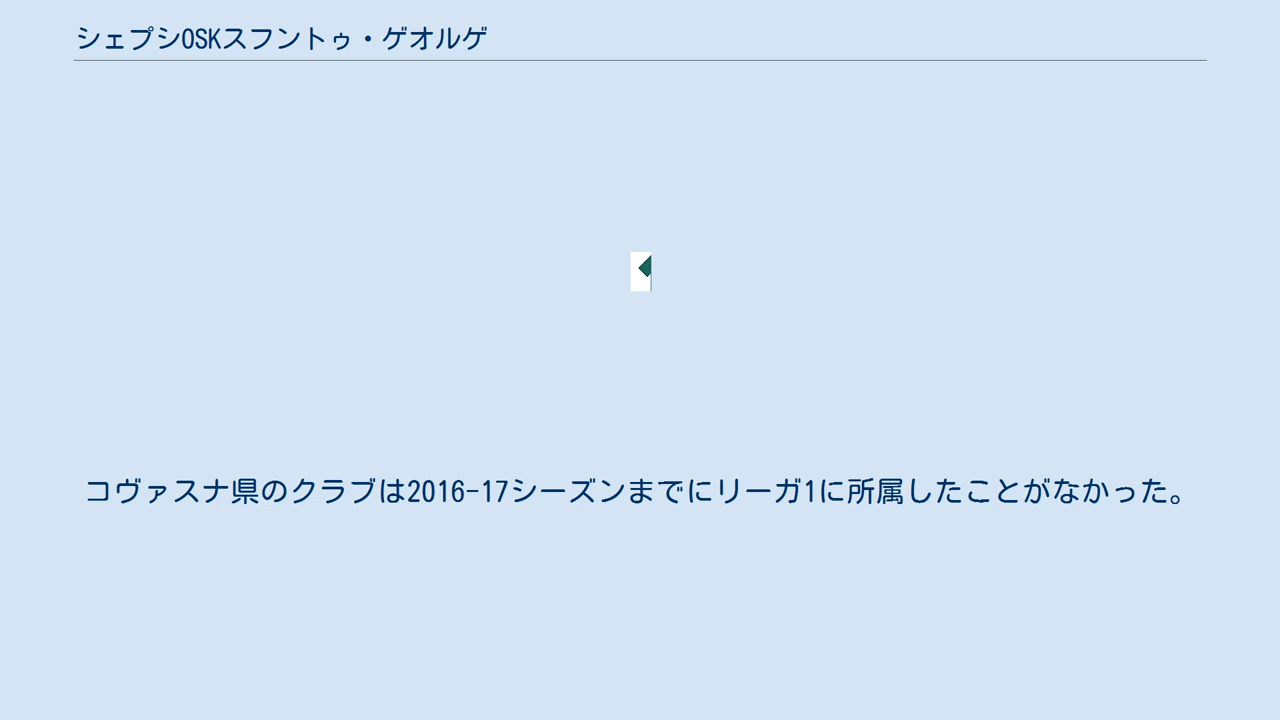 シェプシOSKスフントゥ・ゲオルゲ
コヴァスナ県のクラブは2016-17シーズンまでにリーガ1に所属したことがなかった。